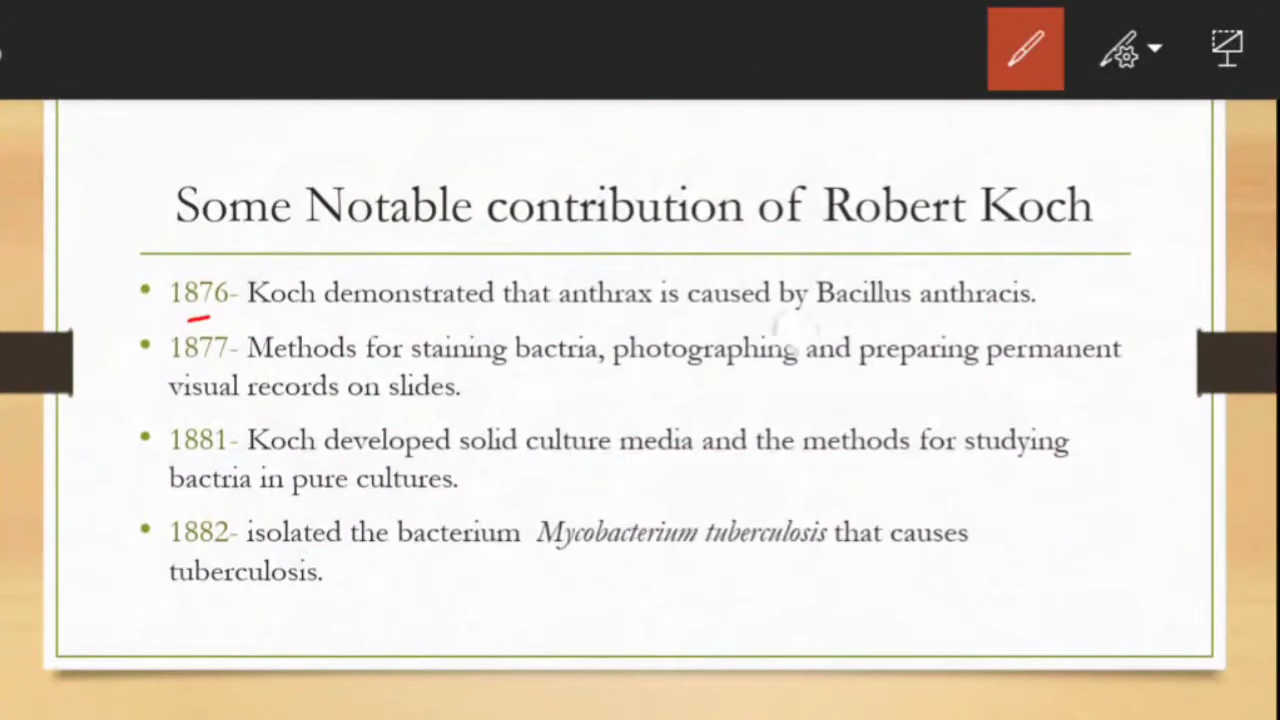 Some Notable contribution of Robert Koch
• 1876- Koch demonstrated that anthrax is caused by Bacillus anthracis.
• 1877- Methods for staining bactria, photographing and preparing permanent
visual records on slides.
• 1881- Koch developed solid culture media and the methods for studying
bactria in pure cultures.
• 1882- isolated the bacterium Mycobacterium tuberculosis that causes
tuberculosis.